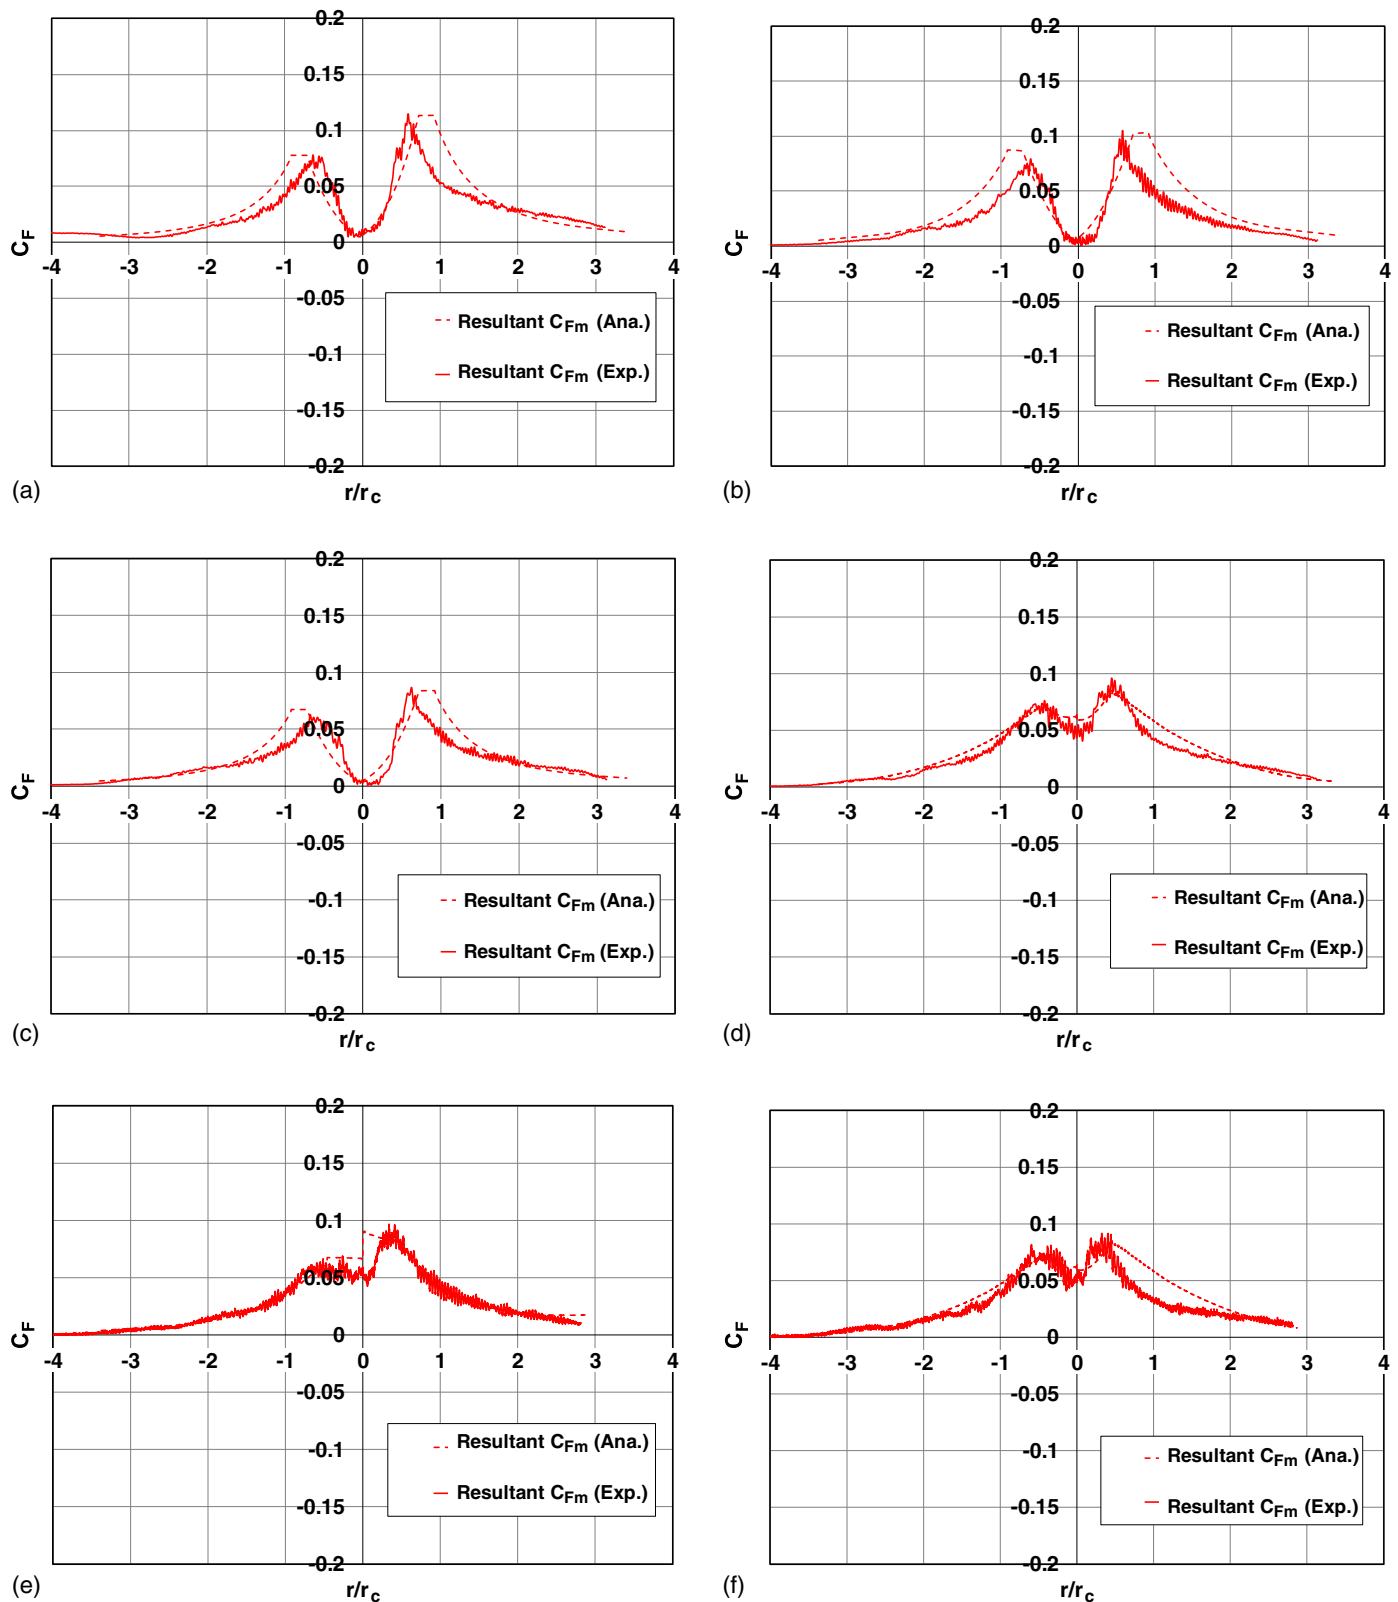 0.2
0.15
0.1
0.05
0
C_F
-4 -3 -2 -1 0 1 2 3 4
-0.05
Resultant C_Fm (Ana.)
-0.1
Resultant C_Fm (Exp.)
-0.15
-0.2
(a)
r/r_c
0.2
0.15
0.1
0.05
0
C_F
-4 -3 -2 -1 0 1 2 3 4
-0.05
Resultant C_Fm (Ana.)
-0.1
Resultant C_Fm (Exp.)
-0.15
-0.2
(b)
r/r_c
0.2
0.15
0.1
0.05
0
C_F
-4 -3 -2 -1 0 1 2 3 4
-0.05
Resultant C_Fm (Ana.)
-0.1
Resultant C_Fm (Exp.)
-0.15
-0.2
(c)
r/r_c
0.2
0.15
0.1
0.05
0
C_F
-4 -3 -2 -1 0 1 2 3 4
-0.05
Resultant C_Fm (Ana.)
-0.1
Resultant C_Fm (Exp.)
-0.15
-0.2
(d)
r/r_c
0.2
0.15
0.1
0.05
0
C_F
-4 -3 -2 -1 0 1 2 3 4
-0.05
Resultant C_Fm (Ana.)
-0.1
Resultant C_Fm (Exp.)
-0.15
-0.2
(e)
r/r_c
0.2
0.15
0.1
0.05
0
C_F
-4 -3 -2 -1 0 1 2 3 4
-0.05
Resultant C_Fm (Ana.)
-0.1
Resultant C_Fm (Exp.)
-0.15
-0.2
(f)
r/r_c